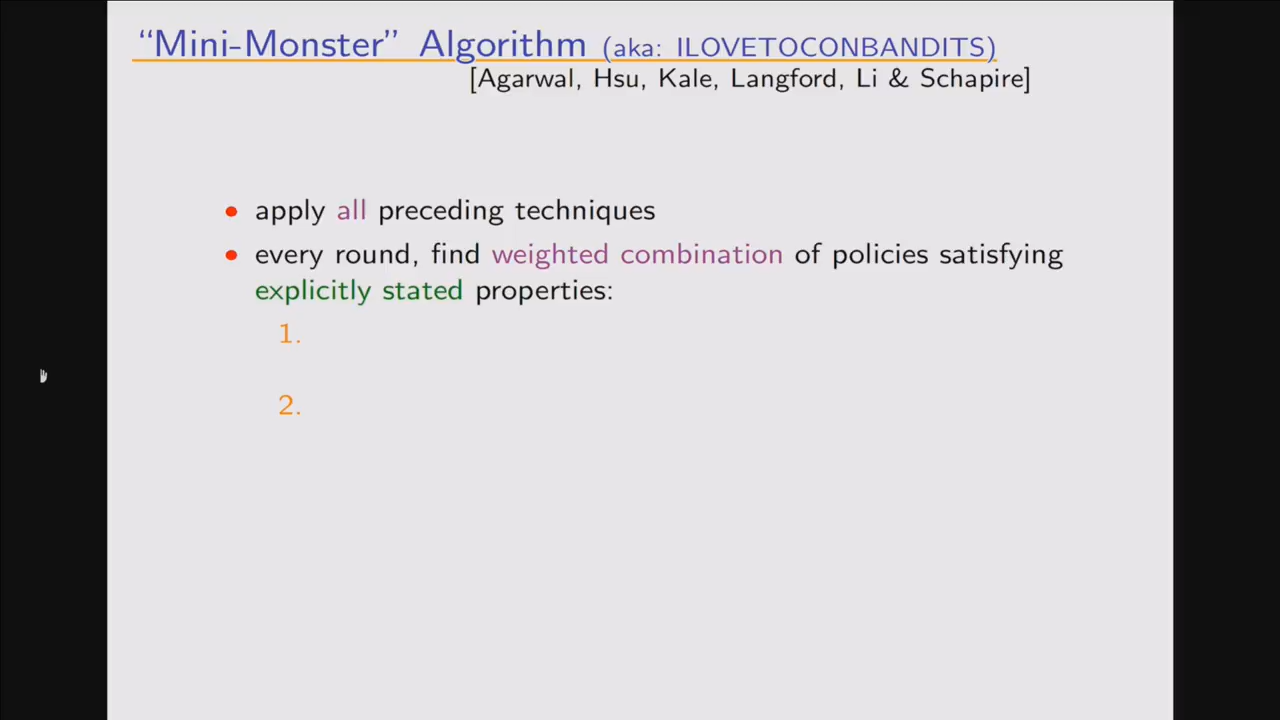 “Mini-Monster” Algorithm (aka: ILOVETOCONBANDITS)
[Agarwal, Hsu, Kale, Langford, Li & Schapire]
• apply all preceding techniques
• every round, find weighted combination of policies satisfying
explicitly stated properties:
1.
2.